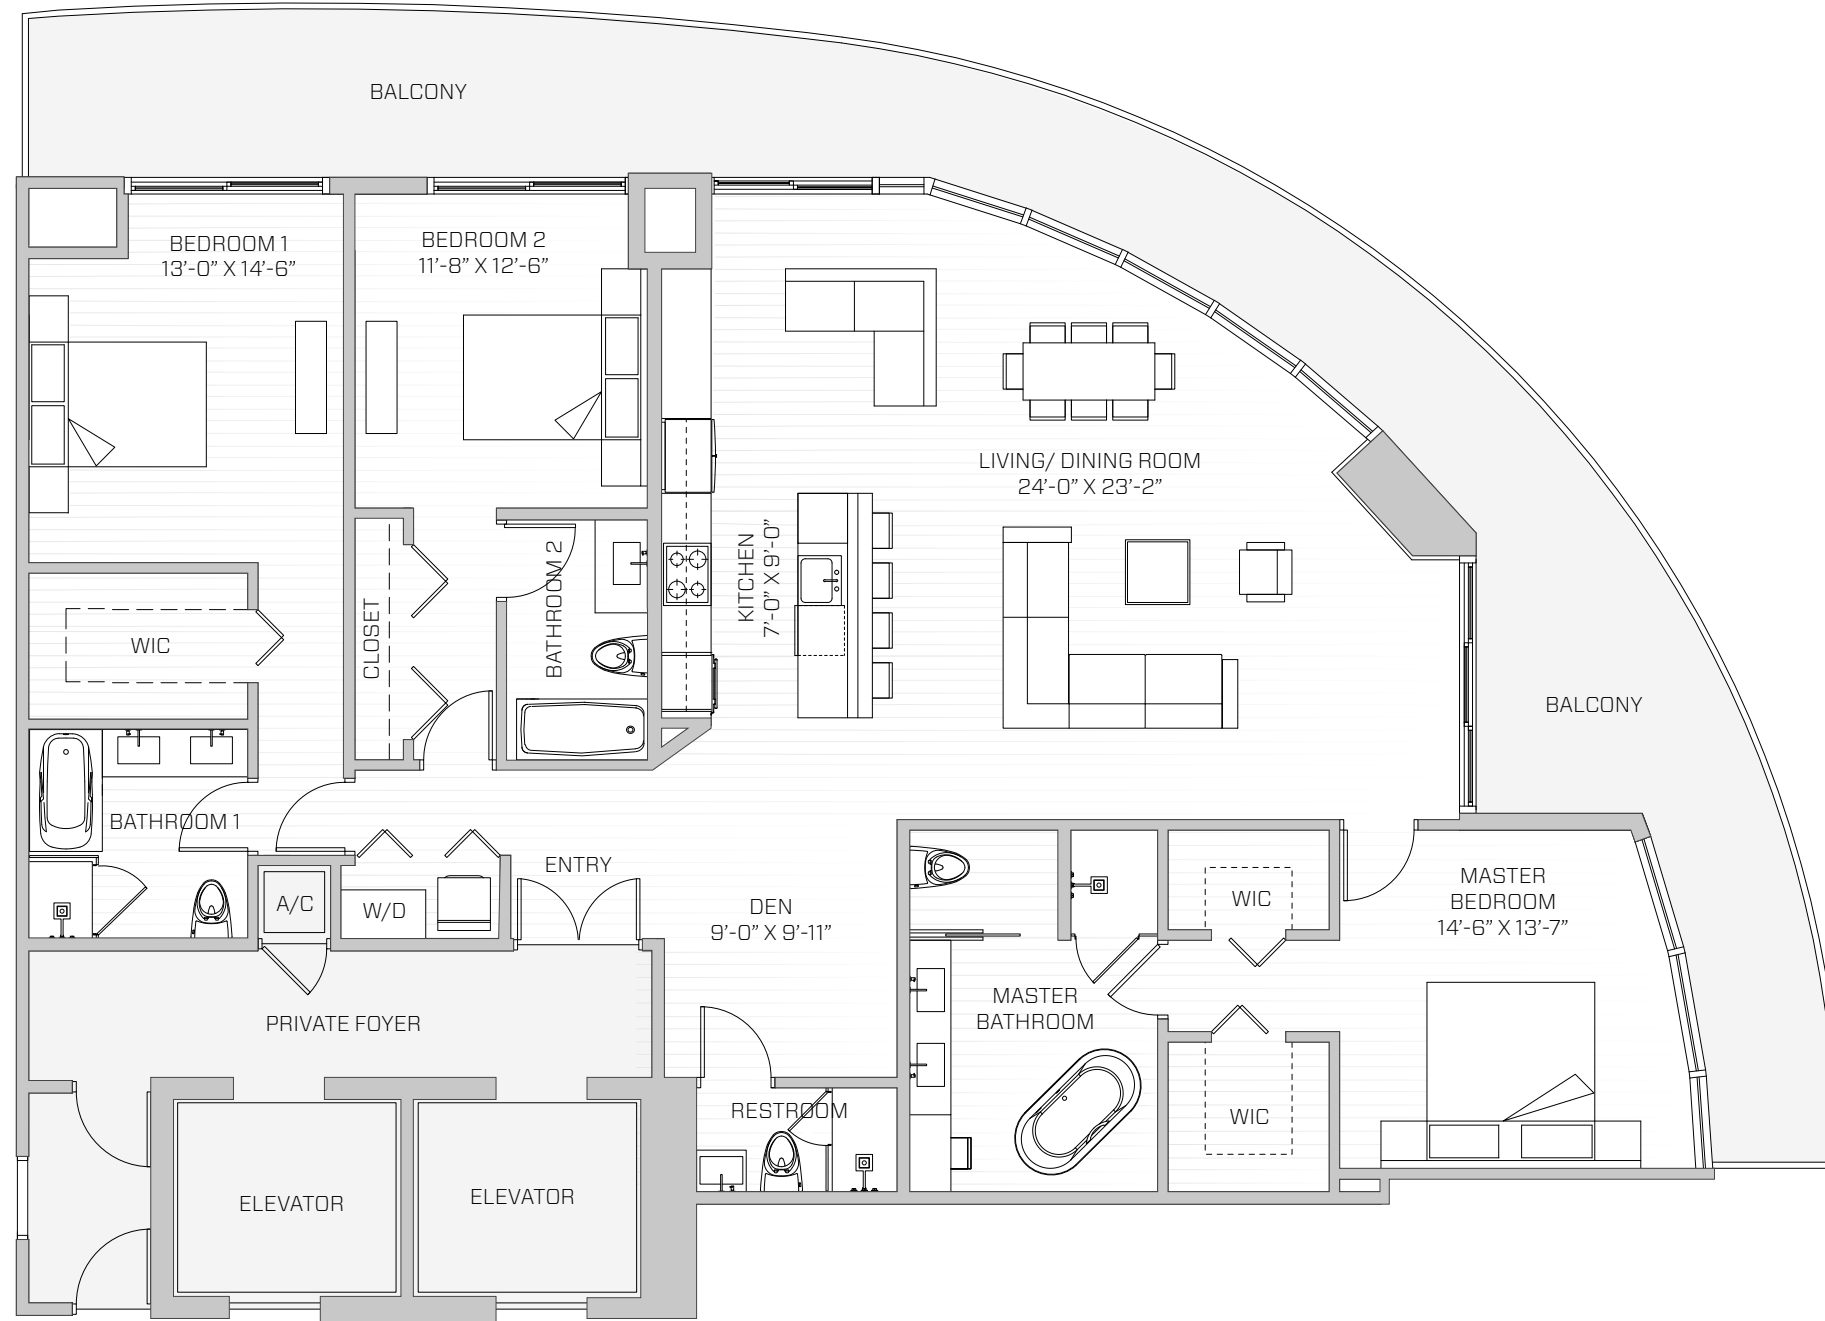 BALCONY
BEDROOM 1
13’-0” X 14’-6”
BEDROOM 2
11’-8” X 12’-6”
LIVING/ DINING ROOM
24’-0” X 23’-2”
KITCHEN
7’-0” X 9’-0”
BATHROOM 2
CLOSET
WIC
BALCONY
BATHROOM 1
ENTRY
A/C
W/D
DEN
9’-0” X 9’-11”
WIC
MASTER
BEDROOM
14’-6” X 13’-7”
MASTER
BATHROOM
PRIVATE FOYER
RESTROOM
WIC
ELEVATOR
ELEVATOR